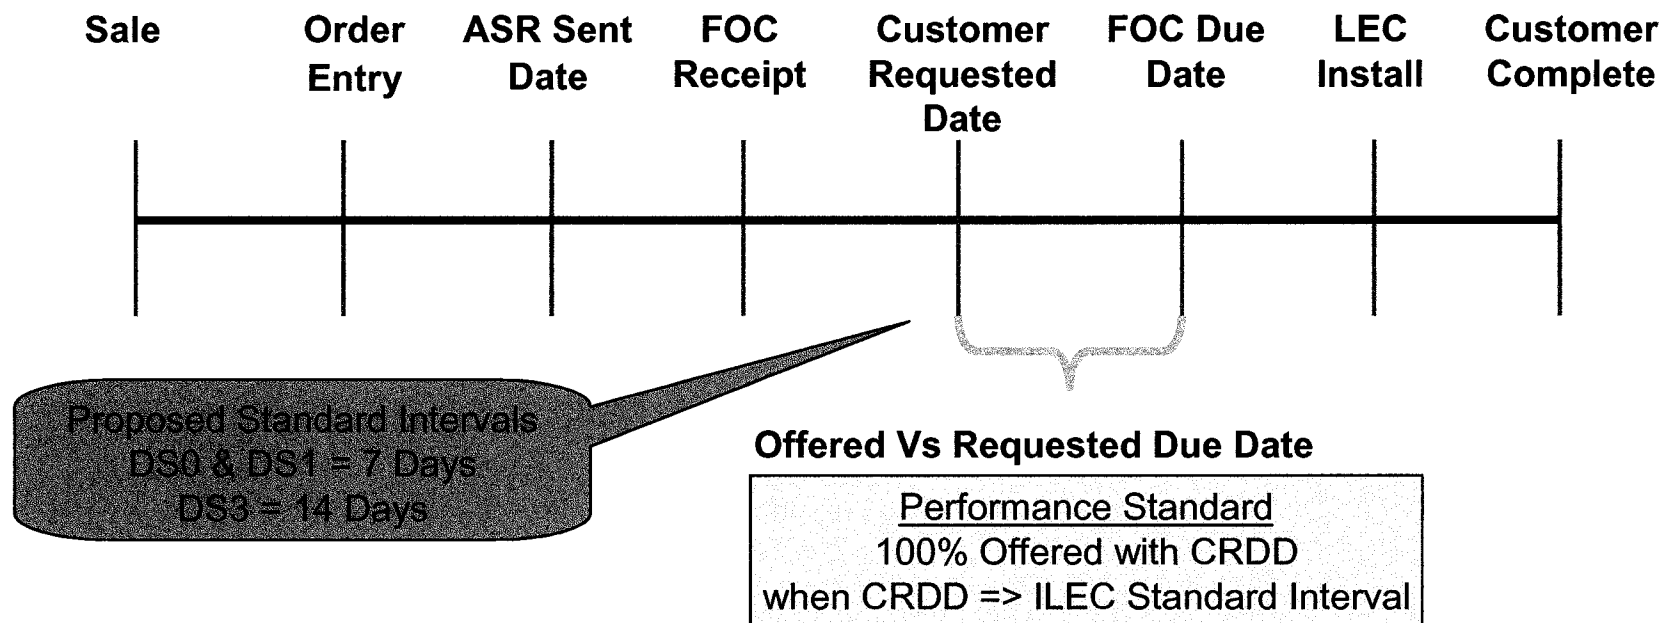 Sale
Order
Entry
ASR Sent
Date
FOC
Receipt
Customer
Requested
Date
FOC Due
Date
LEC
Install
Customer
Complete
Proposed Standard Intervals
DS0 & DS1 = 7 Days
DS3 = 14 Days
Offered Vs Requested Due Date
Performance Standard
100% Offered with CRDD
when CRDD => ILEC Standard Interval